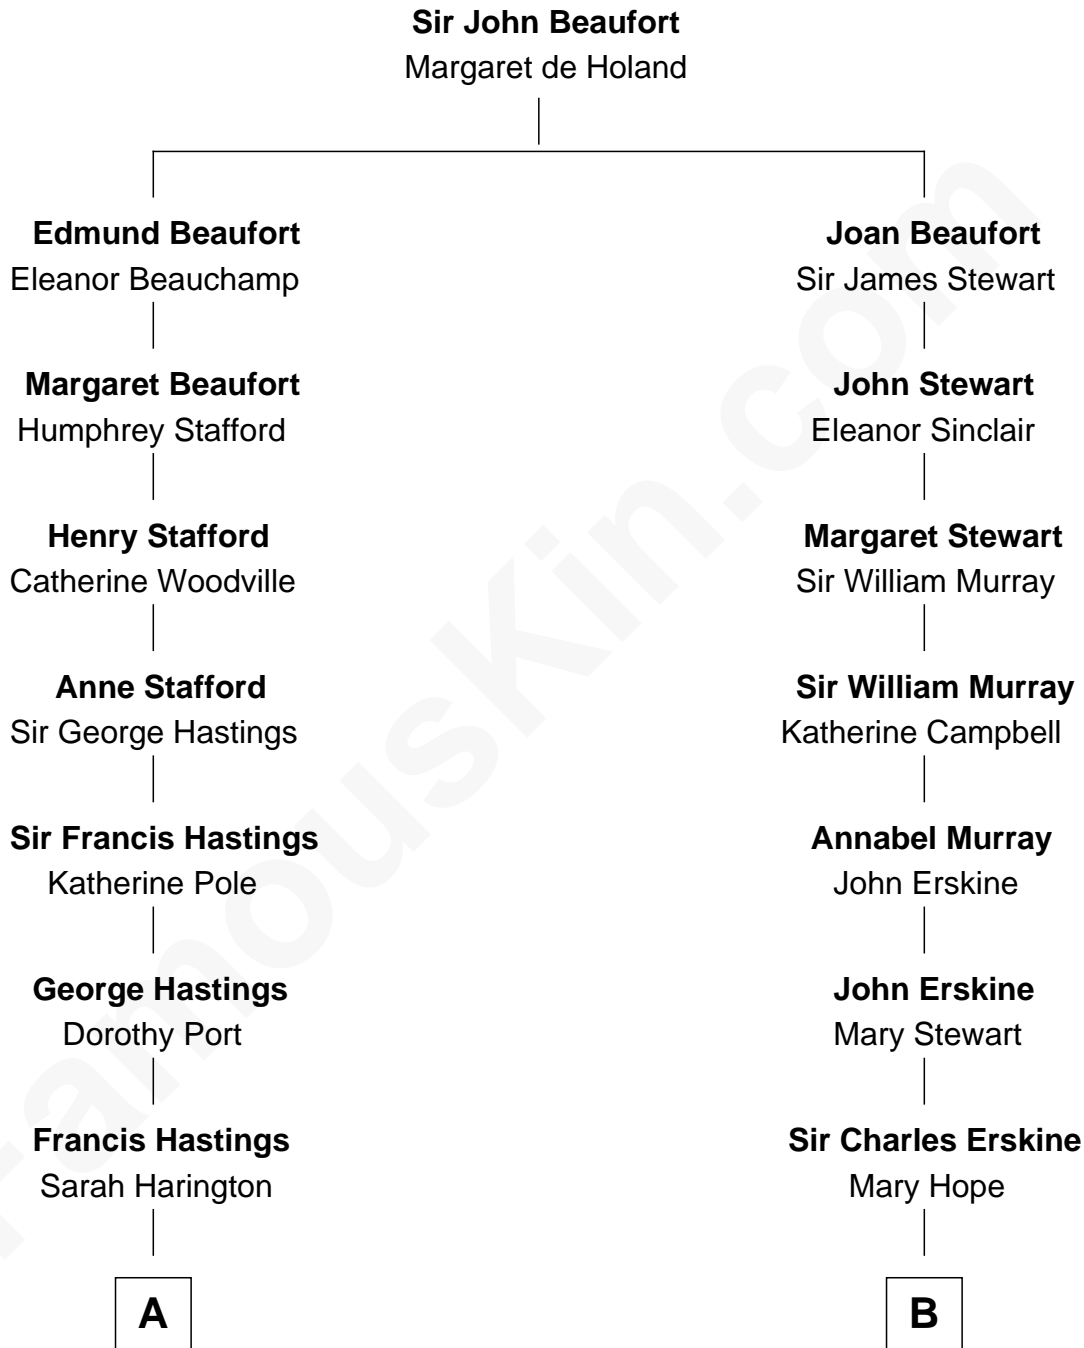 Sir John Beaufort
Margaret de Holand
Edmund Beaufort
Eleanor Beauchamp
Joan Beaufort
Sir James Stewart
Margaret Beaufort
Humphrey Stafford
John Stewart
Eleanor Sinclair
Henry Stafford
Catherine Woodville
Margaret Stewart
Sir William Murray
Anne Stafford
Sir George Hastings
Sir William Murray
Katherine Campbell
Sir Francis Hastings
Katherine Pole
Annabel Murray
John Erskine
George Hastings
Dorothy Port
John Erskine
Mary Stewart
Francis Hastings
Sarah Harington
Sir Charles Erskine
Mary Hope
A
B
FamousKin.com